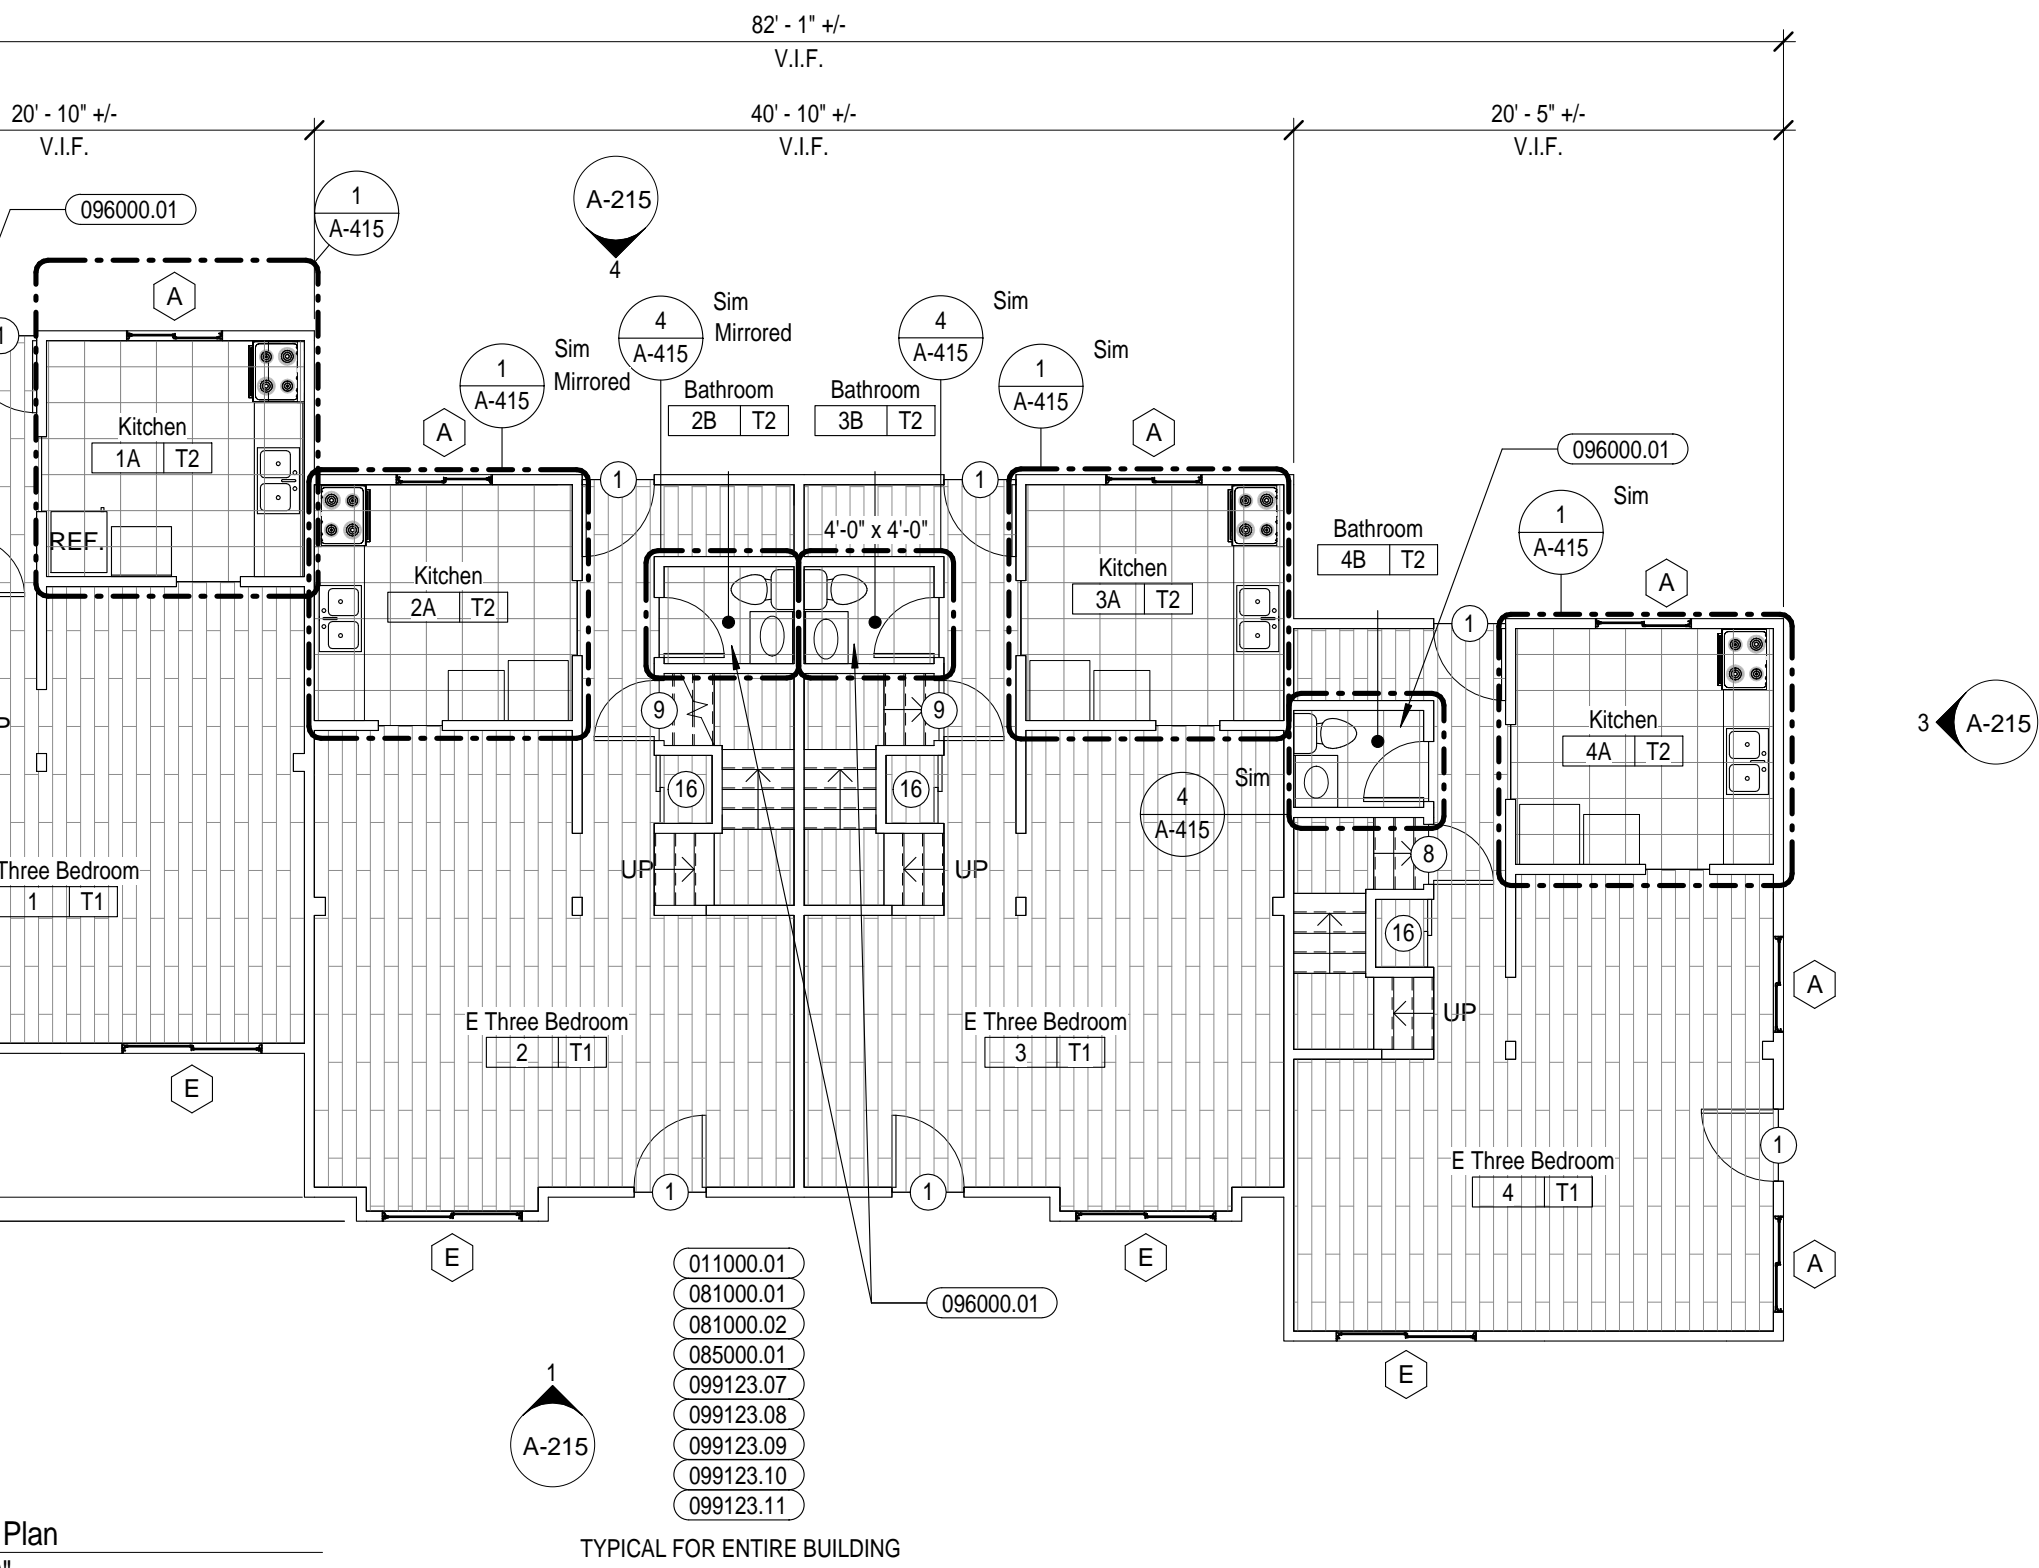 82' - 1" +/-
V.I.F.
20' - 10" +/-
V.I.F.
40' - 10" +/-
V.I.F.
20' - 5" +/-
V.I.F.
096000.01
1
A-415
A-215
4
A
1
Kitchen
1A T2
REF.
1
A-415
Sim
Mirrored
4
A-415
Sim
Mirrored
4
A-415
Sim
1
A-415
Sim
Bathroom
2B T2
Bathroom
3B T2
A
A
1
1
4'-0" x 4'-0"
Kitchen
2A T2
Kitchen
3A T2
096000.01
1
A-415
Sim
Bathroom
4B T2
A
1
Kitchen
4A T2
3
A-215
9
9
16
16
4
A-415
Sim
8
16
UP
UP
UP
Three Bedroom
1 T1
E Three Bedroom
2 T1
E Three Bedroom
3 T1
E Three Bedroom
4 T1
A
A
1
E
1
1
E
E
E
011000.01
081000.01
081000.02
085000.01
099123.07
099123.08
099123.09
099123.10
099123.11
096000.01
TYPICAL FOR ENTIRE BUILDING
1
A-215
Plan